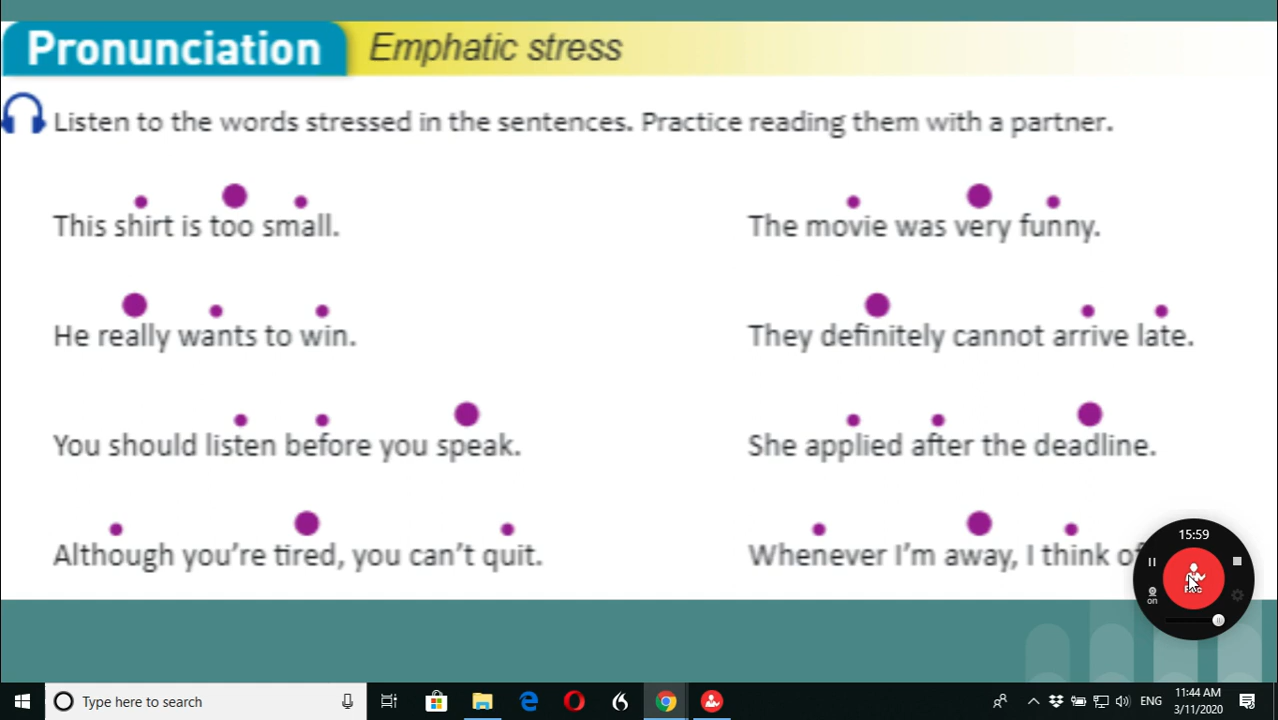 Pronunciation Emphatic stress
Listen to the words stressed in the sentences. Practice reading them with a partner.
This shirt is too small.
The movie was very funny.
He really wants to win.
They definitely cannot arrive late.
You should listen before you speak.
She applied after the deadline.
Although you're tired, you can't quit.
Whenever I'm away, I think of
15:59
on
Type here to search
ENG
11:44 AM
3/11/2020